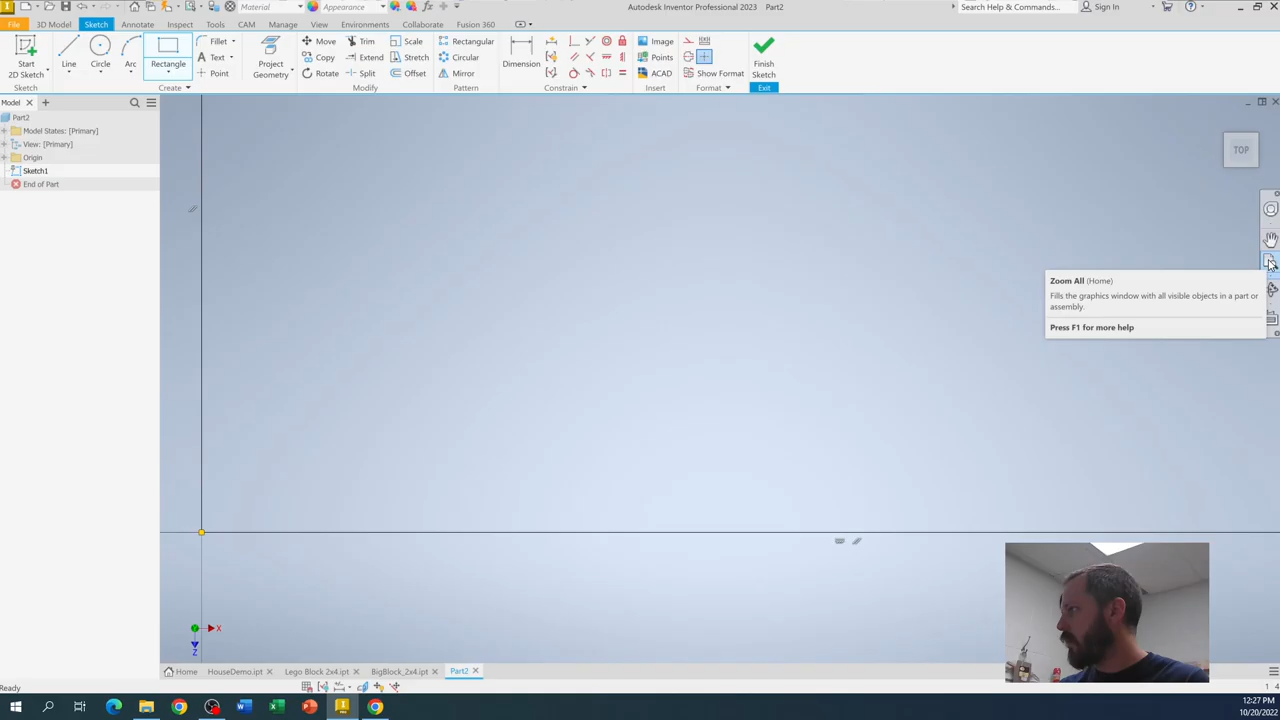 Material
Appearance
Autodesk Inventor Professional 2023   Part2
Search Help & Commands...
Sign In
File
3D Model
Sketch
Annotate
Inspect
Tools
CAM
Manage
View
Environments
Collaborate
Fusion 360
Start
2D Sketch
Line
Circle
Arc
Rectangle
Fillet
Text
Point
Project
Geometry
Move
Copy
Rotate
Trim
Extend
Split
Scale
Stretch
Offset
Rectangular
Circular
Mirror
Dimension
Image
Points
ACAD
Show Format
Finish
Sketch
Sketch
Create
Modify
Pattern
Constrain
Insert
Format
Exit
Model
Part2
Model States: [Primary]
View: [Primary]
Origin
Sketch1
End of Part
TOP
Zoom All (Home)
Fills the graphics window with all visible objects in a part or
assembly.
Press F1 for more help
X
Z
Home
HouseDemo.ipt
Lego Block 2x4.ipt
BigBlock_2x4.ipt
Part2
Ready
1
4
12:27 PM
10/20/2022